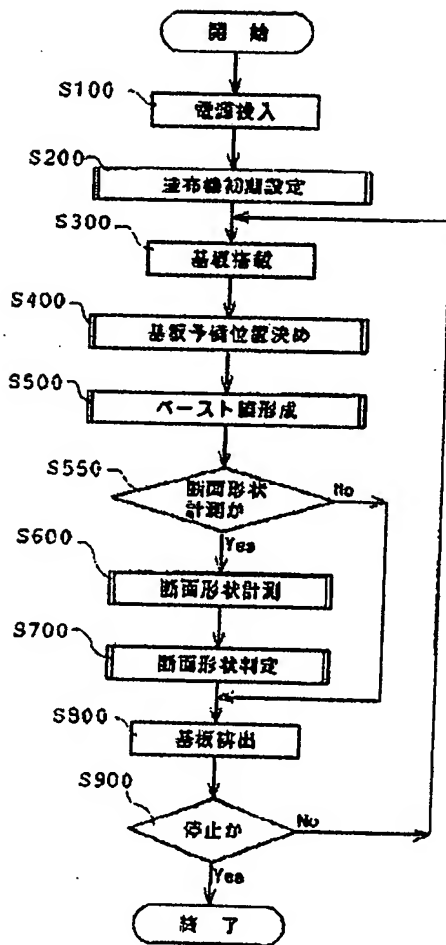 開 始
S100
電源投入
S200
塗布機初期設定
S300
基板搭載
S400
基板予備位置決め
S500
ペースト膜形成
S550
断面形状
計測か
No
Yes
S600
断面形状計測
S700
断面形状判定
S800
基板排出
S900
停止か
No
Yes
終 了